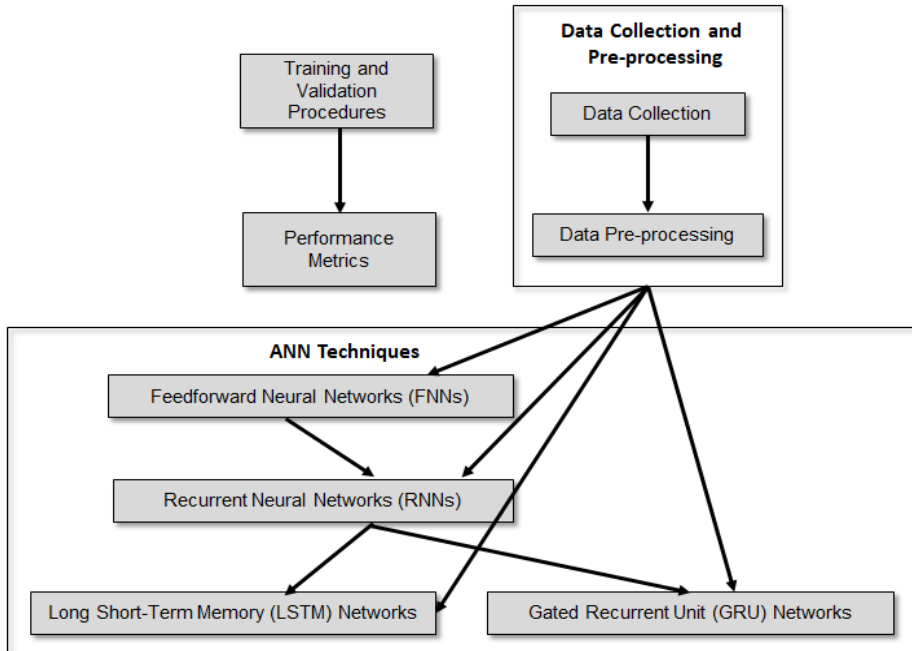 Training and
Validation
Procedures
Performance
Metrics
Data Collection and
Pre-processing
Data Collection
Data Pre-processing
ANN Techniques
Feedforward Neural Networks (FNNs)
Recurrent Neural Networks (RNNs)
Long Short-Term Memory (LSTM) Networks
Gated Recurrent Unit (GRU) Networks